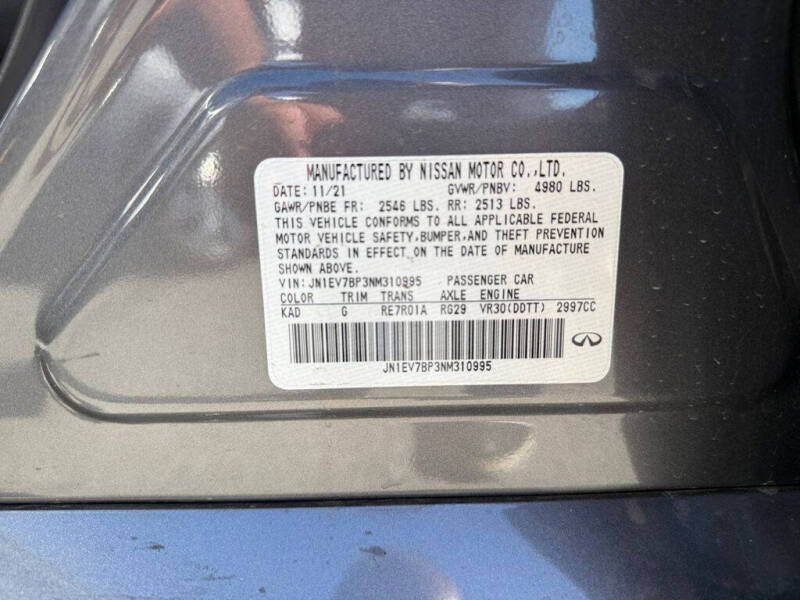 MANUFACTURED BY NISSAN MOTOR CO.,LTD.
DATE: 11/21 GVWR/PNBV: 4980 LBS.
GAWR/PNBE FR: 2546 LBS. RR: 2513 LBS.
THIS VEHICLE CONFORMS TO ALL APPLICABLE FEDERAL
MOTOR VEHICLE SAFETY,BUMPER,AND THEFT PREVENTION
STANDARDS IN EFFECT ON THE DATE OF MANUFACTURE
SHOWN ABOVE.
VIN: JN1EV7BP3NM310995 PASSENGER CAR
COLOR TRIM TRANS AXLE ENGINE
KAD G RE7R01A RG29 VR30(DDTT) 2997CC
JN1EV7BP3NM310995